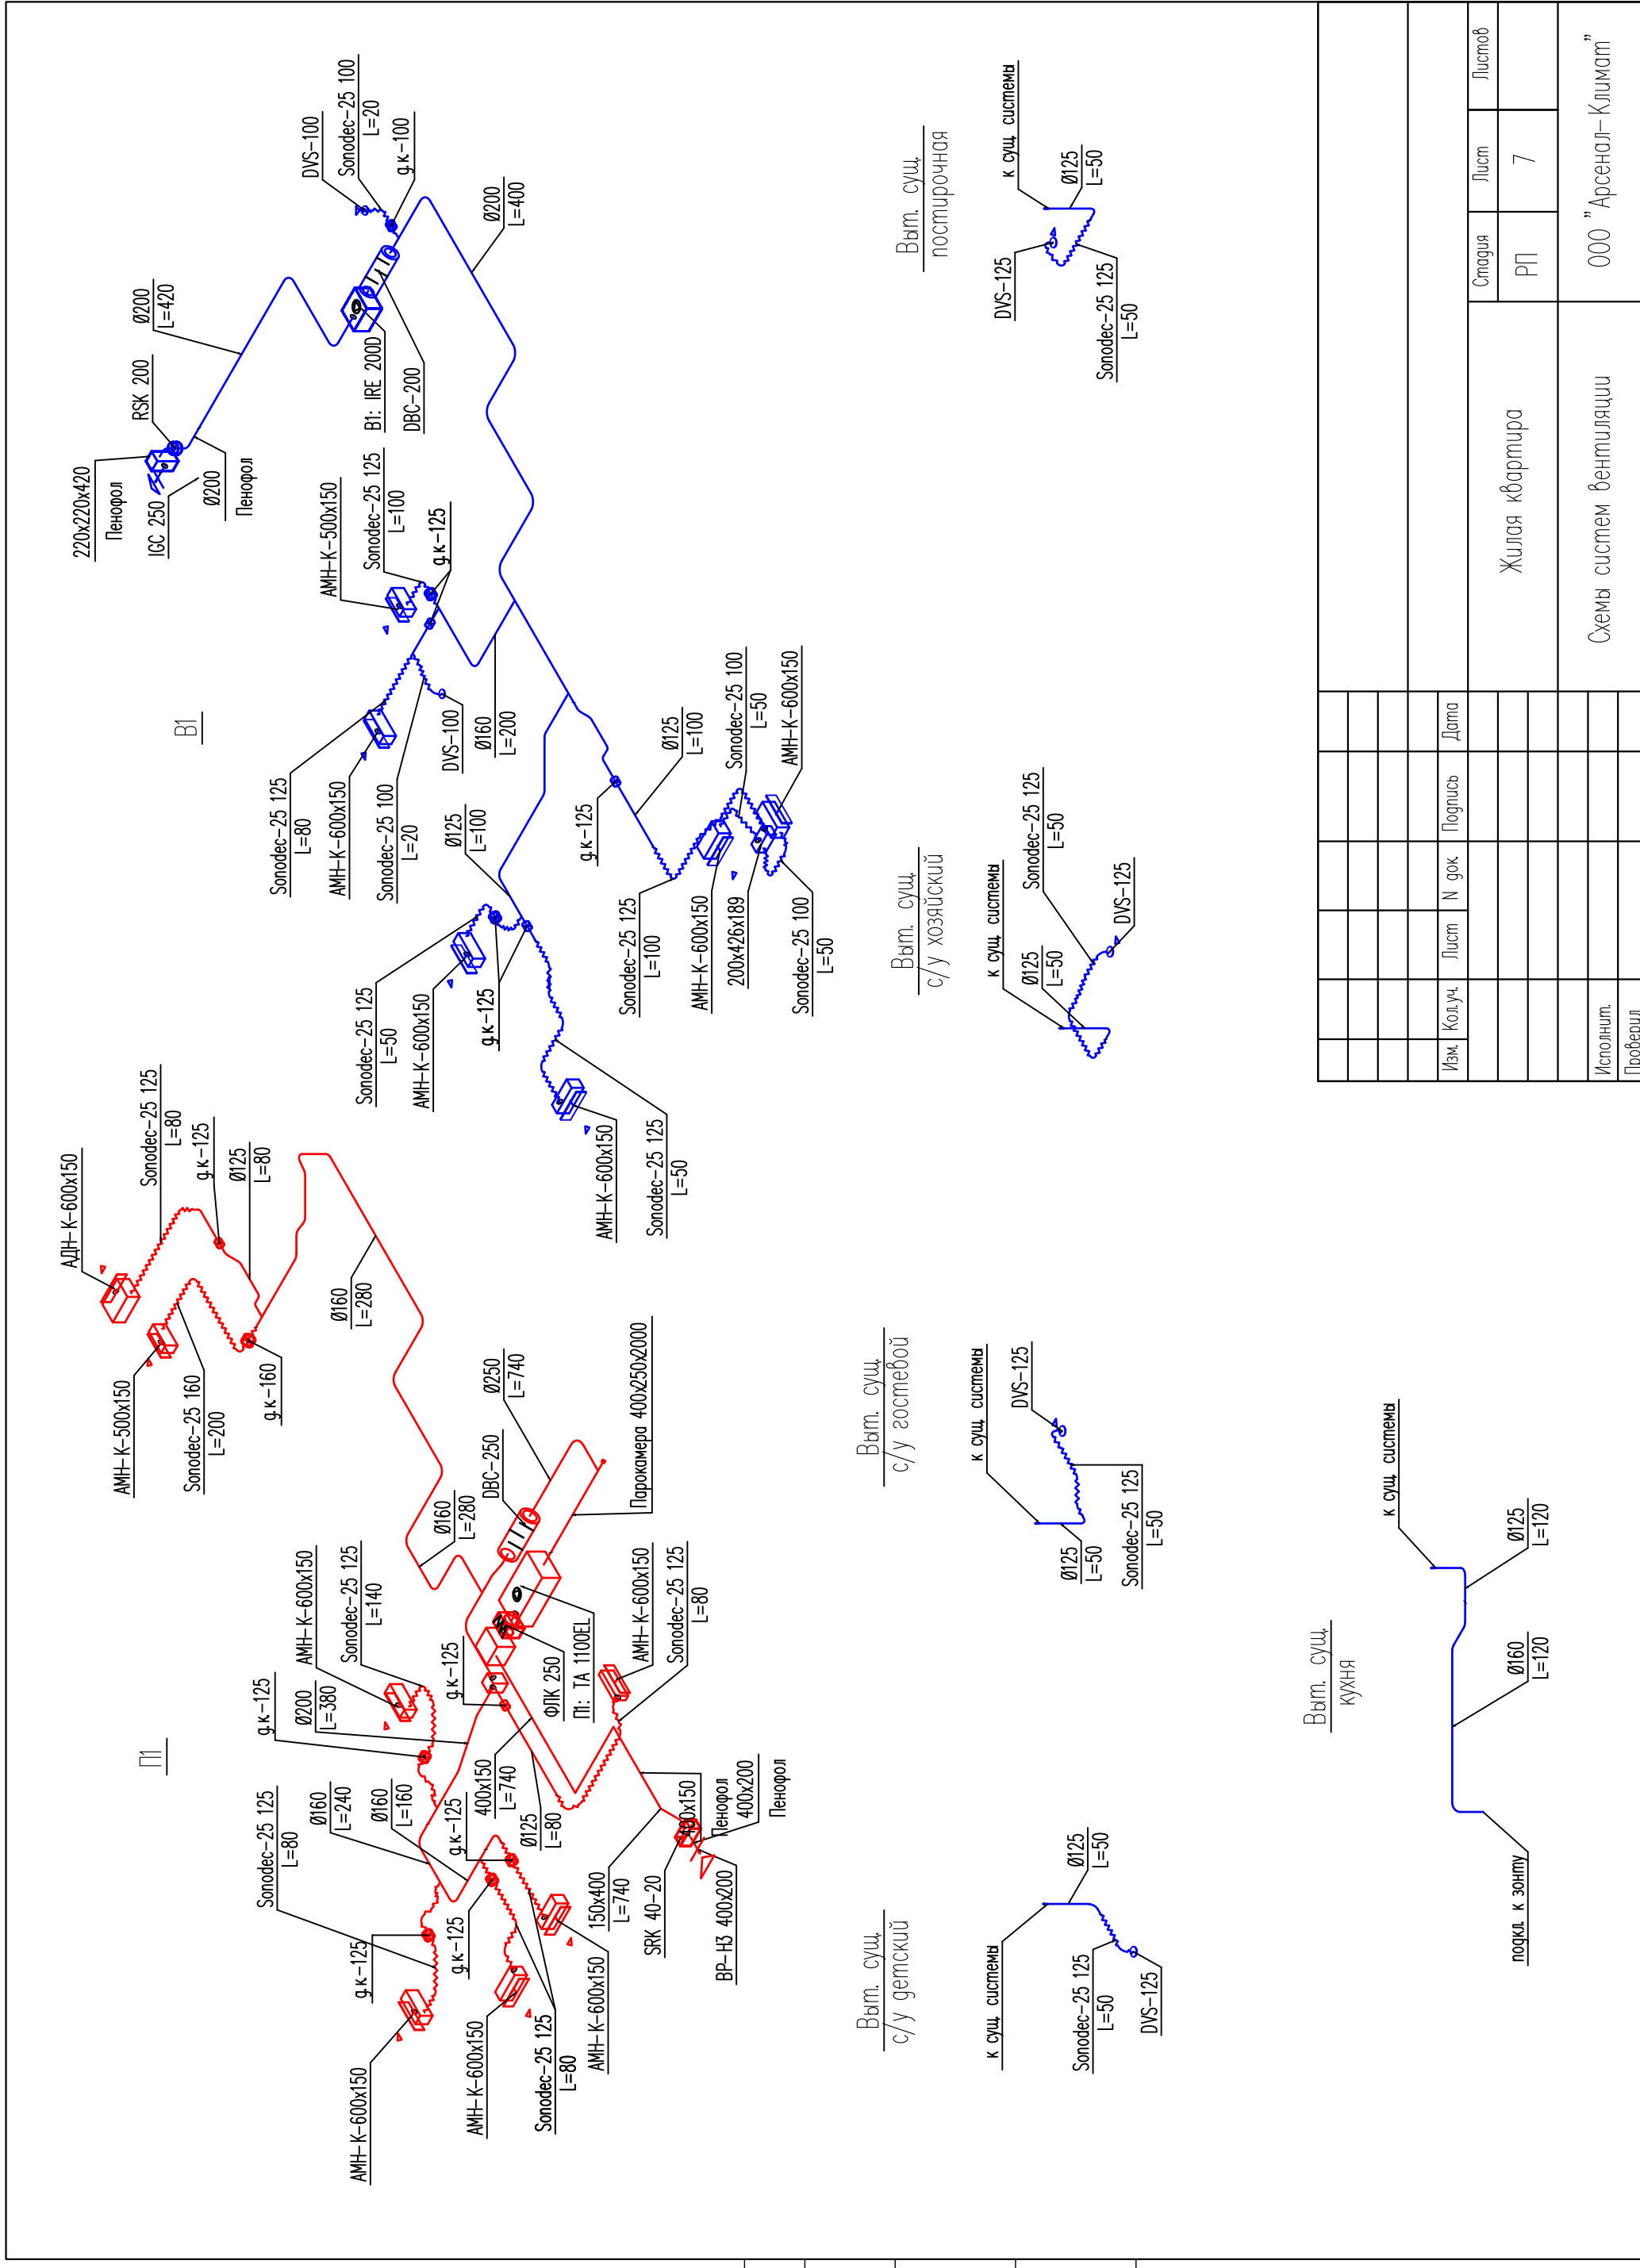 П1
АМН-К-600х150
g.к-125
Sonodec-25 125
L=80
g.к-125
Ø160
L=240
Ø200
L=380
АМН-К-600х150
Sonodec-25 125
L=140
Ø160
L=160
g.к-125
g.к-125
АМН-К-600х150
Sonodec-25 125
L=80
АМН-К-600х150
g.к-125
400х150
L=740
Ø125
L=80
ФЛК 250
П1: TA 1100EL
АМН-К-600х150
Sonodec-25 125
L=80
150х400
L=740
SRK 40-20
ВР-Н3 400х200
400х150
Пенофол
400х200
Пенофол
Ø160
L=280
DBC-250
Ø250
L=740
Парокамера 400х250х2000
АМН-К-500х150
Sonodec-25 160
L=200
g.к-160
АДН-К-600х150
Sonodec-25 125
L=80
g.к-125
Ø125
L=80
Ø160
L=280
В1
220х220х420
Пенофол
IGC 250
Ø200
Пенофол
RSK 200
Ø200
L=420
В1: IRE 200D
DBC-200
DVS-100
Sonodec-25 100
L=20
g.к-100
Ø200
L=400
АМН-К-500х150
Sonodec-25 125
L=100
g.к-125
Sonodec-25 125
L=80
АМН-К-600х150
Sonodec-25 100
L=20
DVS-100
Ø160
L=200
Ø125
L=100
Sonodec-25 125
L=50
АМН-К-600х150
g.к-125
АМН-К-600х150
Sonodec-25 125
L=50
g.к-125
Ø125
L=100
Sonodec-25 125
L=100
АМН-К-600х150
200х426х189
Sonodec-25 100
L=50
Sonodec-25 100
L=50
АМН-К-600х150
Выт. сущ.
с/у детский
к сущ. системы
Ø125
L=50
Sonodec-25 125
L=50
DVS-125
Выт. сущ.
с/у гостевой
к сущ. системы
DVS-125
Ø125
L=50
Sonodec-25 125
L=50
Выт. сущ.
с/у хозяйский
к сущ. системы
Ø125
L=50
Sonodec-25 125
L=50
DVS-125
Выт. сущ.
постирочная
к сущ. системы
DVS-125
Ø125
L=50
Sonodec-25 125
L=50
Выт. сущ.
кухня
к сущ. системы
Ø160
L=120
Ø125
L=120
подкл. к зонту
Изм. Кол.уч. Лист N док. Подпись Дата
Исполнит.
Проверил
Жилая квартира
Стадия Лист Листов
РП 7
Схемы систем вентиляции
ООО "Арсенал-Климат"